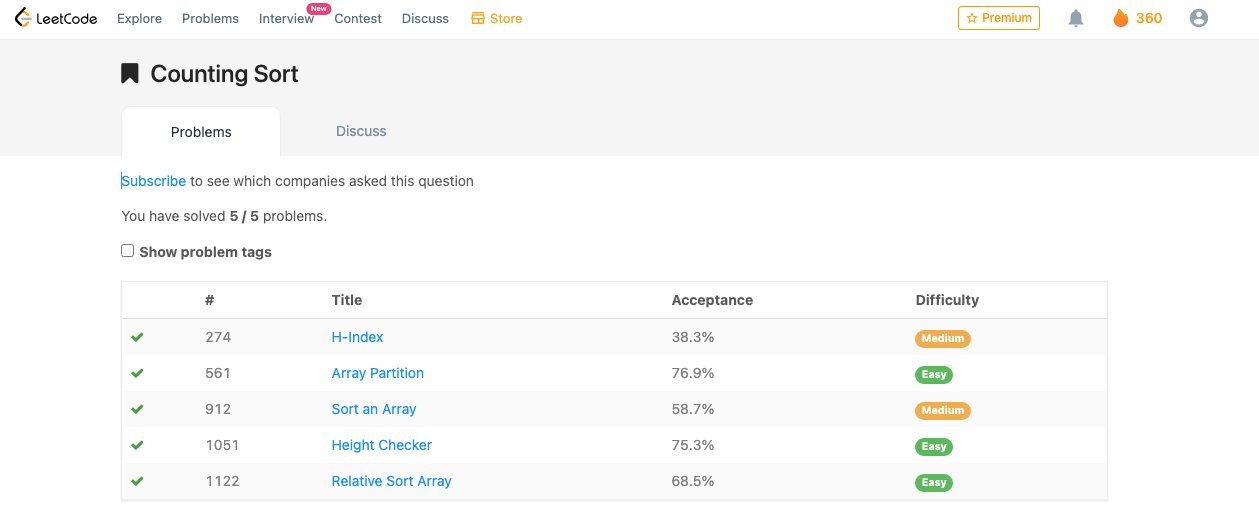 LeetCode Explore Problems Interview New Contest Discuss Store Premium 360
Counting Sort
Problems Discuss
Subscribe to see which companies asked this question
You have solved 5 / 5 problems.
Show problem tags
# Title Acceptance Difficulty
274 H-Index 38.3% Medium
561 Array Partition 76.9% Easy
912 Sort an Array 58.7% Medium
1051 Height Checker 75.3% Easy
1122 Relative Sort Array 68.5% Easy